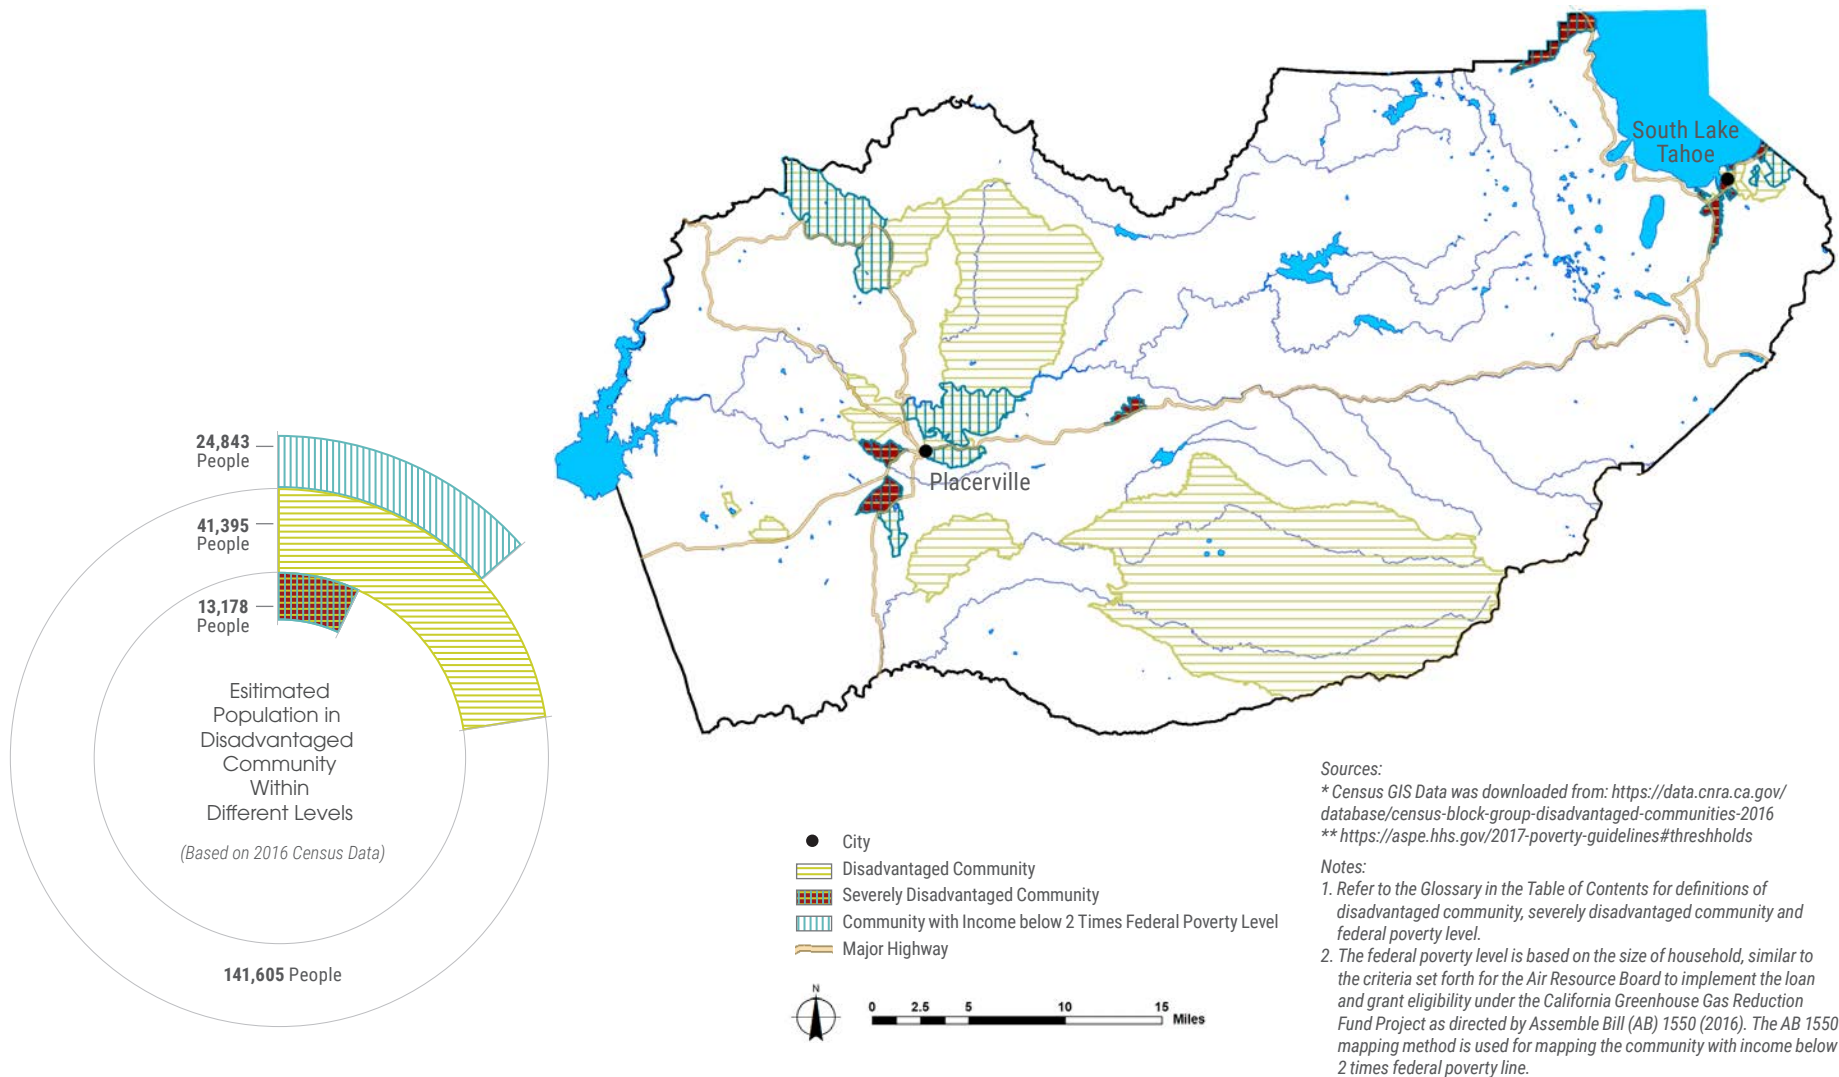 South Lake
Tahoe
Placerville
24,843
People
41,395
People
13,178
People
Esitimated
Population in
Disadvantaged
Community
Within
Different Levels
(Based on 2016 Census Data)
141,605 People
City
Disadvantaged Community
Severely Disadvantaged Community
Community with Income below 2 Times Federal Poverty Level
Major Highway
N
0 2.5 5 10 15
Miles
Sources:
* Census GIS Data was downloaded from: https://data.cnra.ca.gov/
database/census-block-group-disadvantaged-communities-2016
** https://aspe.hhs.gov/2017-poverty-guidelines#threshholds
Notes:
1. Refer to the Glossary in the Table of Contents for definitions of
disadvantaged community, severely disadvantaged community and
federal poverty level.
2. The federal poverty level is based on the size of household, similar to
the criteria set forth for the Air Resource Board to implement the loan
and grant eligibility under the California Greenhouse Gas Reduction
Fund Project as directed by Assemble Bill (AB) 1550 (2016). The AB 1550
mapping method is used for mapping the community with income below
2 times federal poverty line.